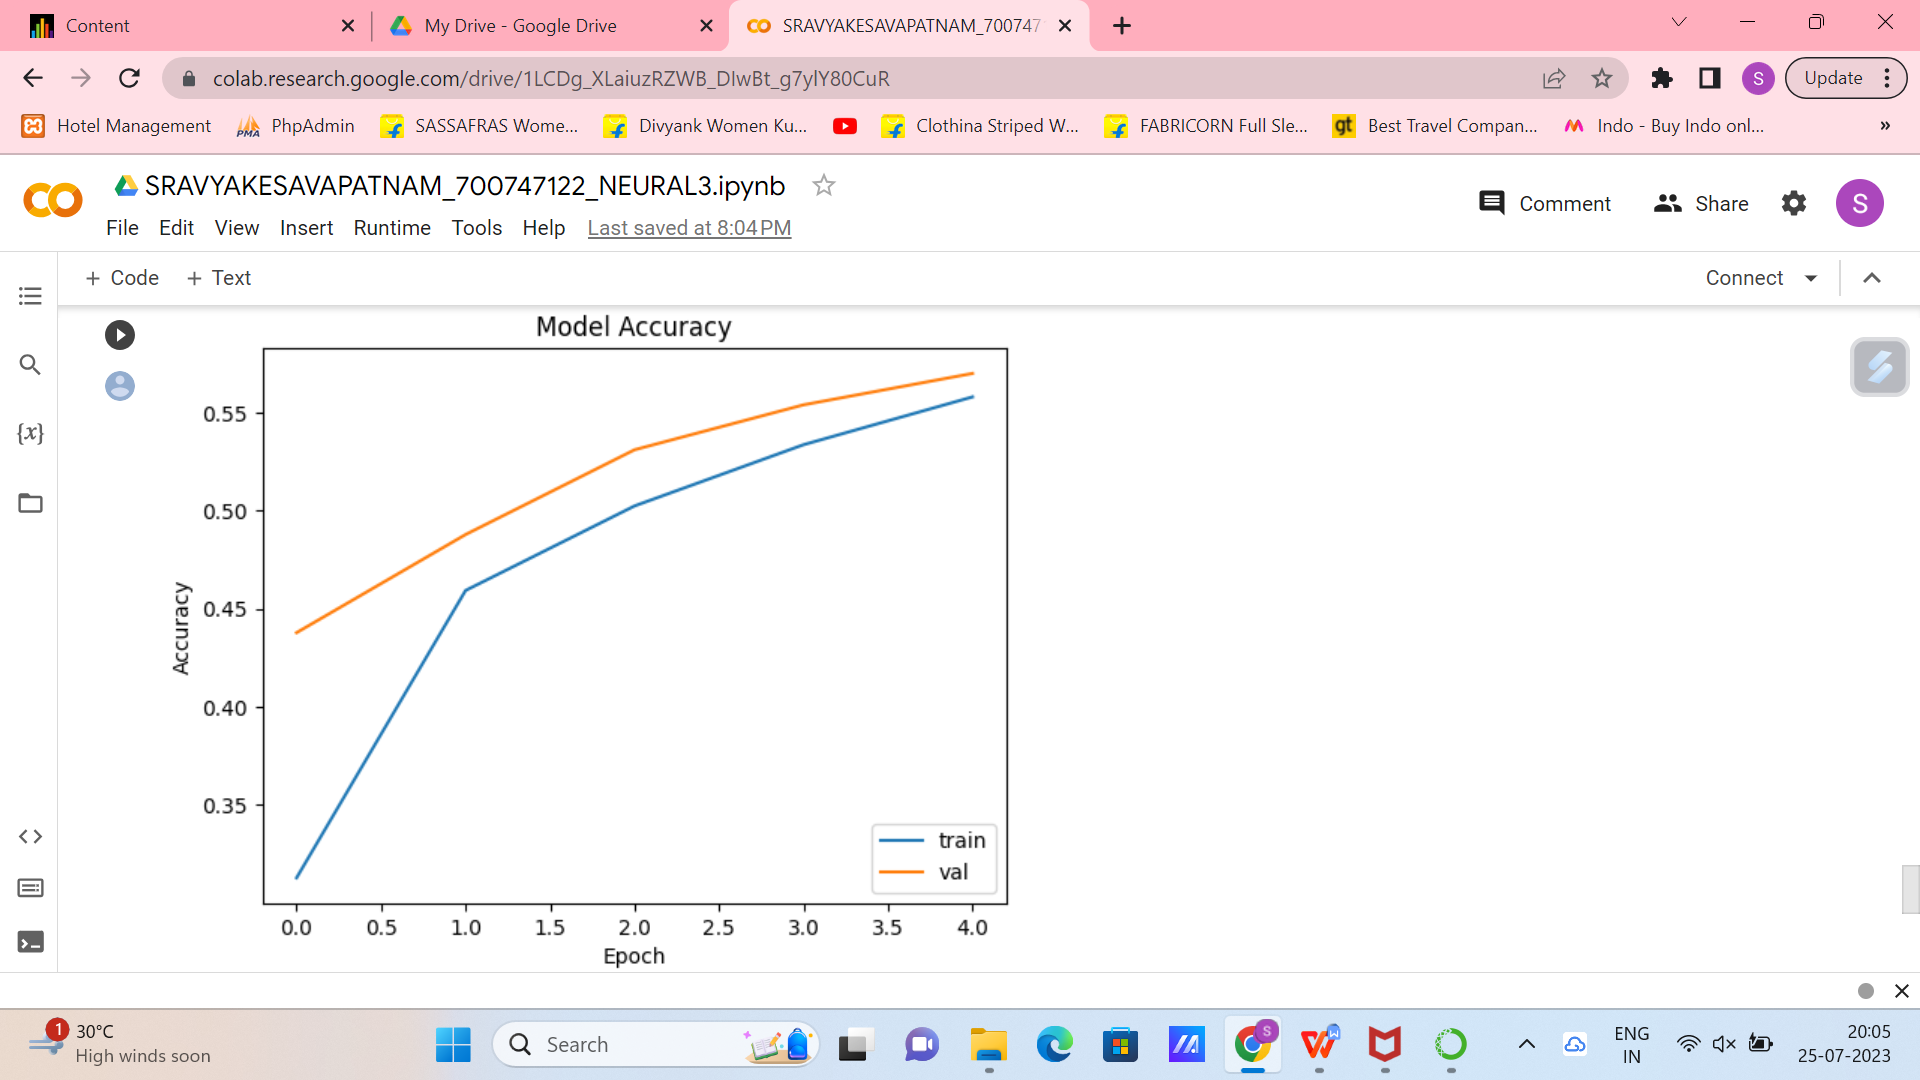 Content
My Drive - Google Drive
SRAVYAKESAVAPATNAM_700747
colab.research.google.com/drive/1LCDg_XLaiuzRZWB_DIwBt_g7ylY80CuR
S
Update
Hotel Management
PMA
PhpAdmin
SASSAFRAS Wome...
Divyank Women Ku...
Clothina Striped W...
FABRICORN Full Sle...
gt
Best Travel Compan...
Indo - Buy Indo onl...
»
SRAVYAKESAVAPATNAM_700747122_NEURAL3.ipynb
Comment
Share
S
File Edit View Insert Runtime Tools Help Last saved at 8:04 PM
+ Code + Text
Connect
{x}
Model Accuracy
0.55
0.50
0.45
0.40
0.35
Accuracy
train
val
0.0 0.5 1.0 1.5 2.0 2.5 3.0 3.5 4.0
Epoch
1
30°C
High winds soon
Search
S
W
ENG
IN
20:05
25-07-2023